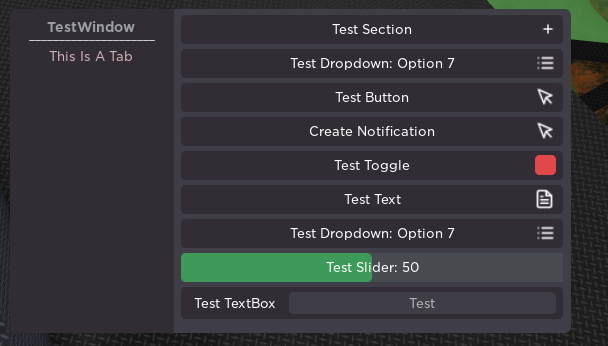 TestWindow
This Is A Tab
Test Section
Test Dropdown: Option 7
Test Button
Create Notification
Test Toggle
Test Text
Test Dropdown: Option 7
Test Slider: 50
Test TextBox Test